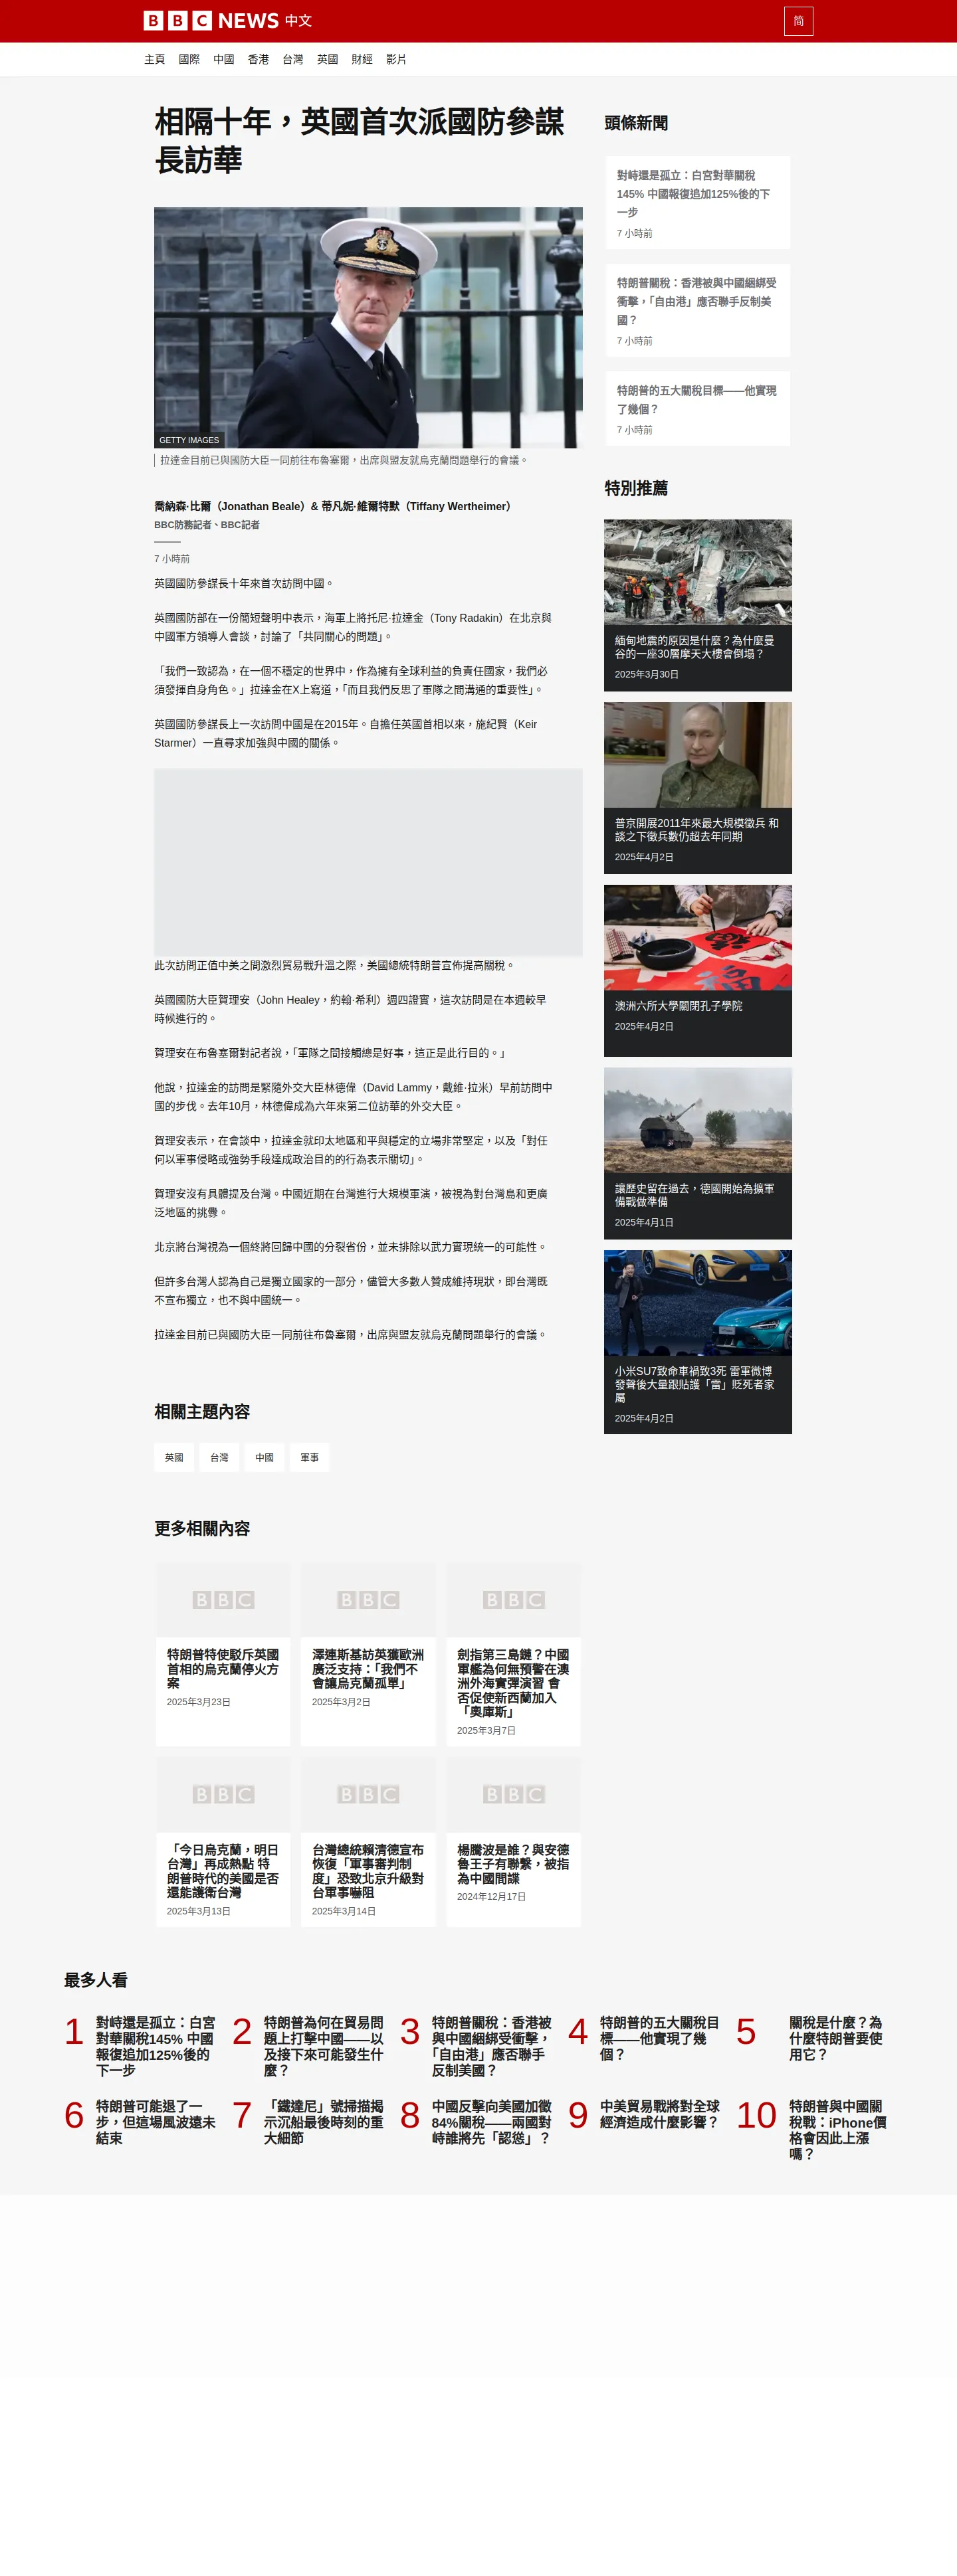 BBC NEWS 中文
简
主頁 國際 中國 香港 台灣 英國 財經 影片
相隔十年，英國首次派國防參謀
長訪華
GETTY IMAGES
拉達金目前已與國防大臣一同前往布魯塞爾，出席與盟友就烏克蘭問題舉行的會議。
喬納森·比爾（Jonathan Beale）& 蒂凡妮·維爾特默（Tiffany Wertheimer）
BBC防務記者、BBC記者
7 小時前
英國國防參謀長十年來首次訪問中國。
英國國防部在一份簡短聲明中表示，海軍上將托尼·拉達金（Tony Radakin）在北京與
中國軍方領導人會談，討論了「共同關心的問題」。
「我們一致認為，在一個不穩定的世界中，作為擁有全球利益的負責任國家，我們必
須發揮自身角色。」拉達金在X上寫道，「而且我們反思了軍隊之間溝通的重要性」。
英國國防參謀長上一次訪問中國是在2015年。自擔任英國首相以來，施紀賢（Keir
Starmer）一直尋求加強與中國的關係。
此次訪問正值中美之間激烈貿易戰升溫之際，美國總統特朗普宣佈提高關稅。
英國國防大臣賀理安（John Healey，約翰·希利）週四證實，這次訪問是在本週較早
時候進行的。
賀理安在布魯塞爾對記者說，「軍隊之間接觸總是好事，這正是此行目的。」
他說，拉達金的訪問是緊隨外交大臣林德偉（David Lammy，戴維·拉米）早前訪問中
國的步伐。去年10月，林德偉成為六年來第二位訪華的外交大臣。
賀理安表示，在會談中，拉達金就印太地區和平與穩定的立場非常堅定，以及「對任
何以軍事侵略或強勢手段達成政治目的的行為表示關切」。
賀理安沒有具體提及台灣。中國近期在台灣進行大規模軍演，被視為對台灣島和更廣
泛地區的挑釁。
北京將台灣視為一個終將回歸中國的分裂省份，並未排除以武力實現統一的可能性。
但許多台灣人認為自己是獨立國家的一部分，儘管大多數人贊成維持現狀，即台灣既
不宣布獨立，也不與中國統一。
拉達金目前已與國防大臣一同前往布魯塞爾，出席與盟友就烏克蘭問題舉行的會議。
相關主題內容
英國 台灣 中國 軍事
更多相關內容
BBC
特朗普特使駁斥英國
首相的烏克蘭停火方
案
2025年3月23日
BBC
澤連斯基訪英獲歐洲
廣泛支持：「我們不
會讓烏克蘭孤單」
2025年3月2日
BBC
劍指第三島鏈？中國
軍艦為何無預警在澳
洲外海實彈演習 會
否促使新西蘭加入
「奧庫斯」
2025年3月7日
BBC
「今日烏克蘭，明日
台灣」再成熱點 特
朗普時代的美國是否
還能護衛台灣
2025年3月13日
BBC
台灣總統賴清德宣布
恢復「軍事審判制
度」恐致北京升級對
台軍事嚇阻
2025年3月14日
BBC
楊騰波是誰？與安德
魯王子有聯繫，被指
為中國間諜
2024年12月17日
頭條新聞
對峙還是孤立：白宮對華關稅
145% 中國報復追加125%後的下
一步
7 小時前
特朗普關稅：香港被與中國綑綁受
衝擊，「自由港」應否聯手反制美
國？
7 小時前
特朗普的五大關稅目標——他實現
了幾個？
7 小時前
特別推薦
緬甸地震的原因是什麼？為什麼曼
谷的一座30層摩天大樓會倒塌？
2025年3月30日
普京開展2011年來最大規模徵兵 和
談之下徵兵數仍超去年同期
2025年4月2日
澳洲六所大學關閉孔子學院
2025年4月2日
讓歷史留在過去，德國開始為擴軍
備戰做準備
2025年4月1日
小米SU7致命車禍致3死 雷軍微博
發聲後大量跟貼護「雷」貶死者家
屬
2025年4月2日
最多人看
1
對峙還是孤立：白宮
對華關稅145% 中國
報復追加125%後的
下一步
2
特朗普為何在貿易問
題上打擊中國——以
及接下來可能發生什
麼？
3
特朗普關稅：香港被
與中國綑綁受衝擊，
「自由港」應否聯手
反制美國？
4
特朗普的五大關稅目
標——他實現了幾
個？
5
關稅是什麼？為
什麼特朗普要使
用它？
6
特朗普可能退了一
步，但這場風波遠未
結束
7
「鐵達尼」號掃描揭
示沉船最後時刻的重
大細節
8
中國反擊向美國加徵
84%關稅——兩國對
峙誰將先「認慫」？
9
中美貿易戰將對全球
經濟造成什麼影響？
10
特朗普與中國關
稅戰：iPhone價
格會因此上漲
嗎？